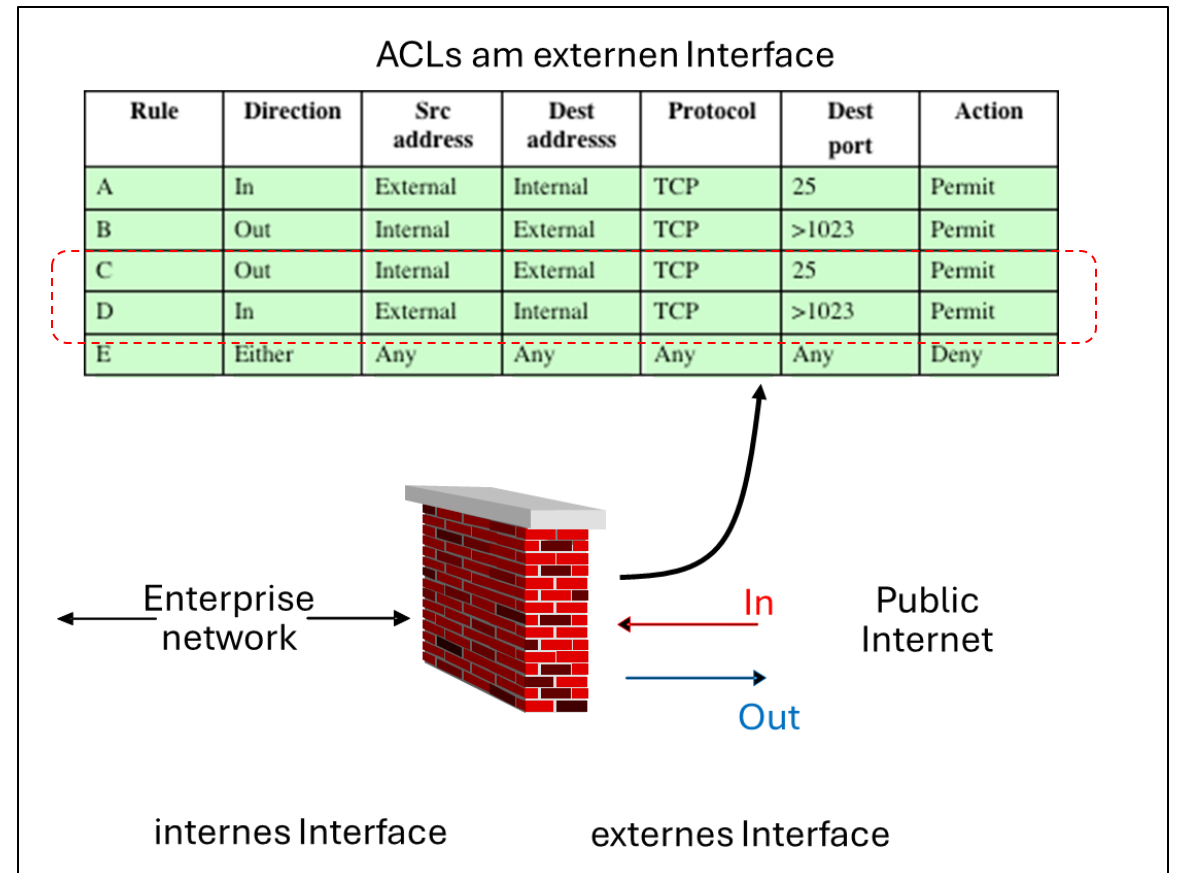 ACLs am externen Interface
Rule Direction Src address Dest addresss Protocol Dest port Action
A In External Internal TCP 25 Permit
B Out Internal External TCP >1023 Permit
C Out Internal External TCP 25 Permit
D In External Internal TCP >1023 Permit
E Either Any Any Any Any Deny
Enterprise
network
In
Out
Public
Internet
internes Interface
externes Interface